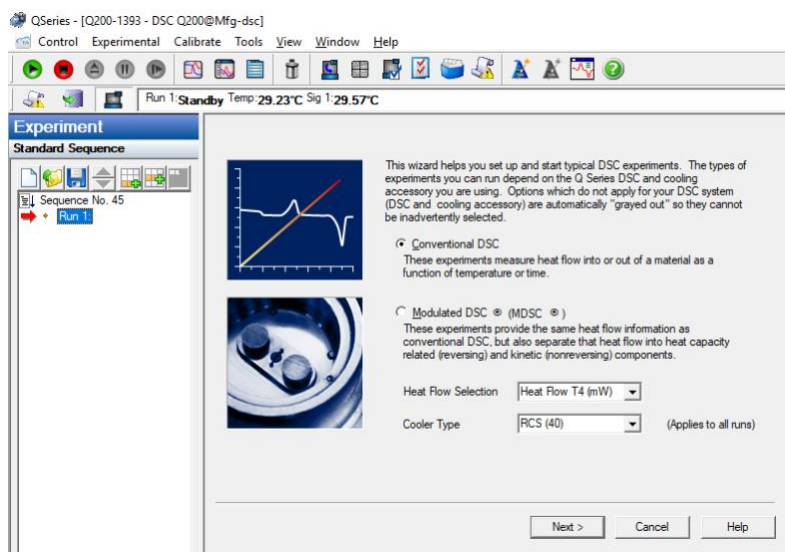 QSeries - [Q200-1393 - DSC Q200@Mfg-dsc]
Control Experimental Calibrate Tools View Window Help
Run 1:Standby Temp:29.23°C Sig 1:29.57°C
Experiment
Standard Sequence
Sequence No. 45
Run 1:
This wizard helps you set up and start typical DSC experiments. The types of
experiments you can run depend on the Q Series DSC and cooling
accessory you are using. Options which do not apply for your DSC system
(DSC and cooling accessory) are automatically "grayed out" so they cannot
be inadvertently selected.
Conventional DSC
These experiments measure heat flow into or out of a material as a
function of temperature or time.
Modulated DSC ® (MDSC ®)
These experiments provide the same heat flow information as
conventional DSC, but also separate that heat flow into heat capacity
related (reversing) and kinetic (nonreversing) components.
Heat Flow Selection Heat Flow T4 (mW)
Cooler Type RCS (40) (Applies to all runs)
Next > Cancel Help